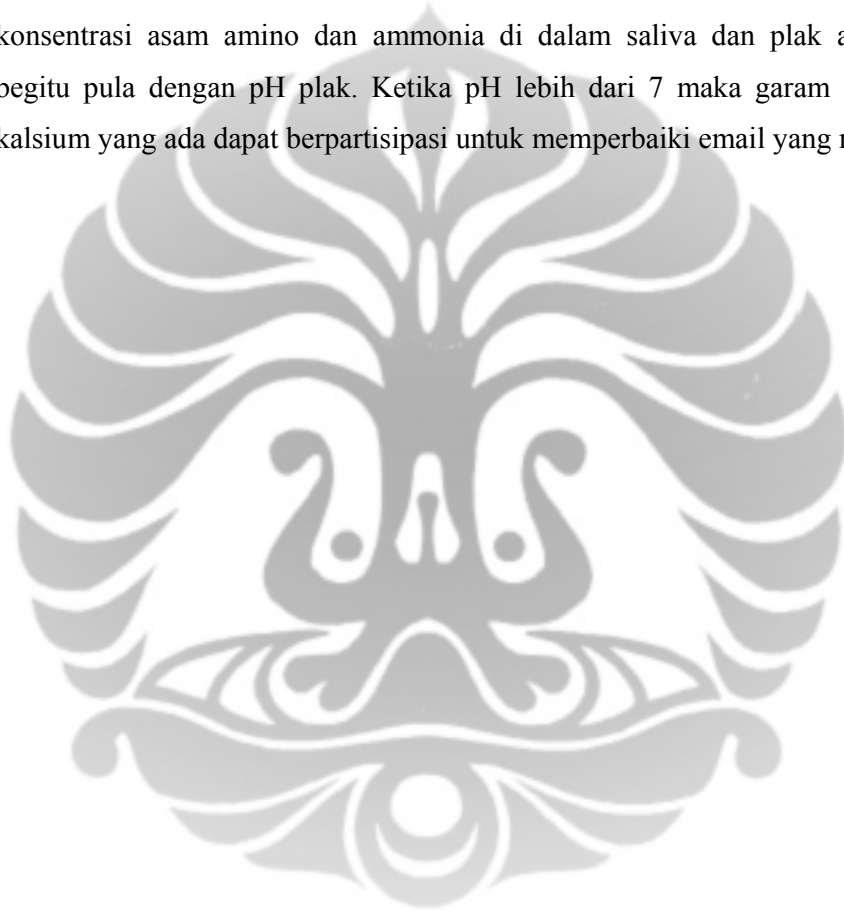 konsentrasi asam amino dan ammonia di dalam saliva dan plak
begitu pula dengan pH plak. Ketika pH lebih dari 7 maka garam
kalsium yang ada dapat berpartisipasi untuk memperbaiki email yang